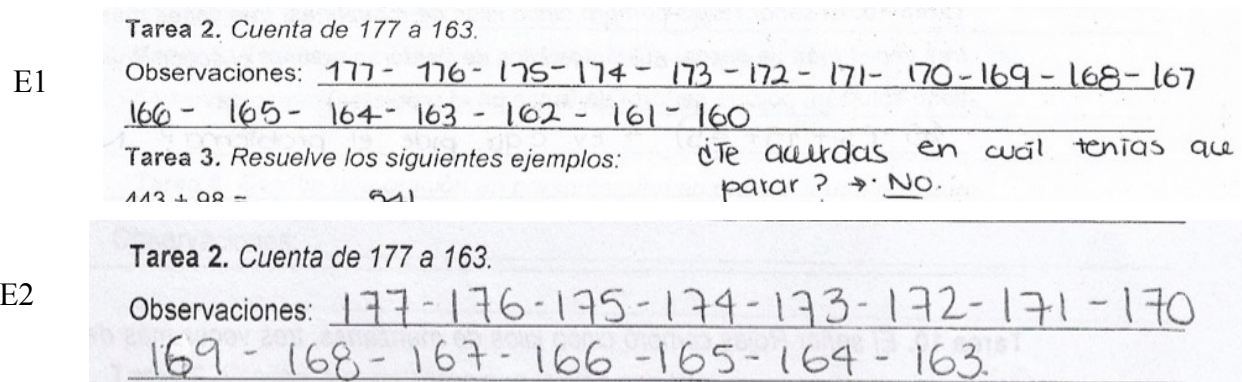 Tarea 2. Cuenta de 177 a 163.
E1
Observaciones: 177 - 176 - 175 - 174 - 173 - 172 - 171 - 170 - 169 - 168 - 167
166 - 165 - 164 - 163 - 162 - 161 160
Tarea 3. Resuelve los siguientes ejemplos:
¿Te acuerdas en cuál tenías que
parar? → NO.
443 + 98 =
Tarea 2. Cuenta de 177 a 163.
E2
Observaciones: 177 - 176 - 175 - 174 - 173 - 172 - 171 - 170
169 - 168 - 167 - 166 - 165 - 164 - 163.